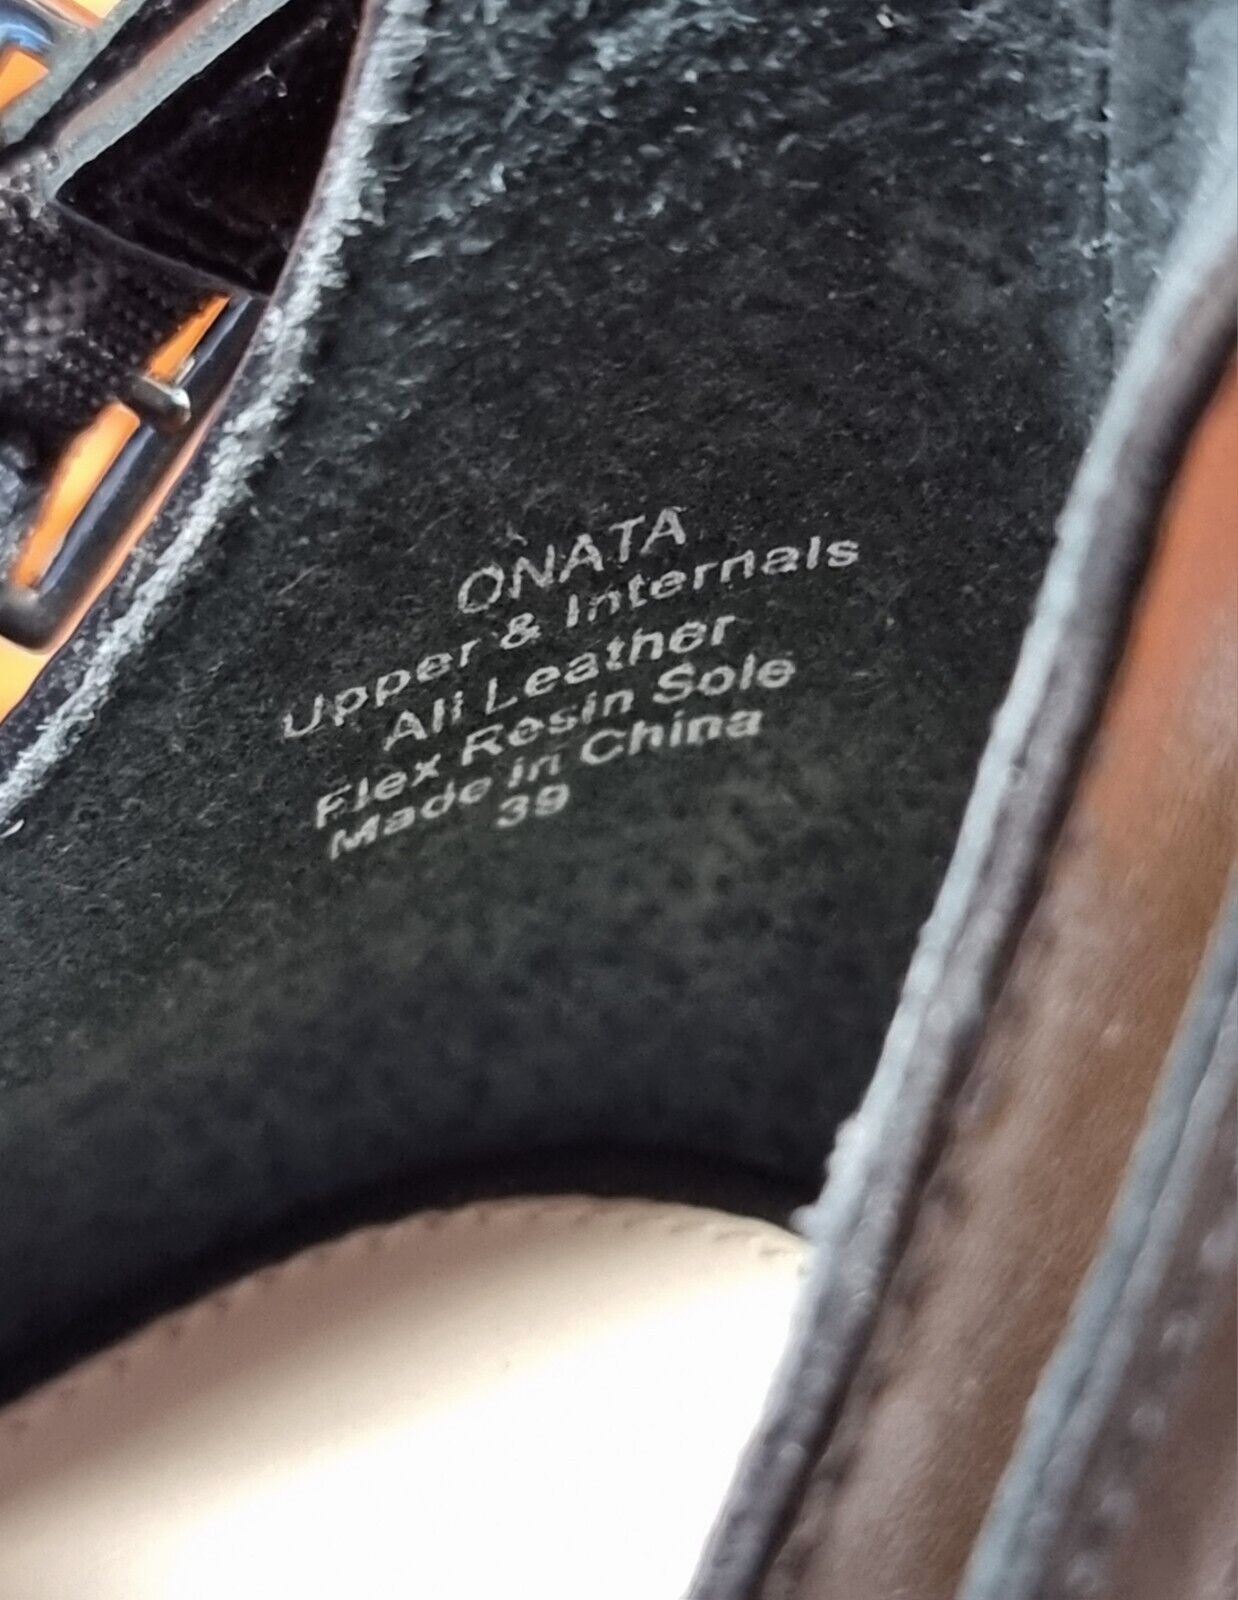 ONATA
Upper & Internals
All Leather
Flex Resin Sole
Made in China
39